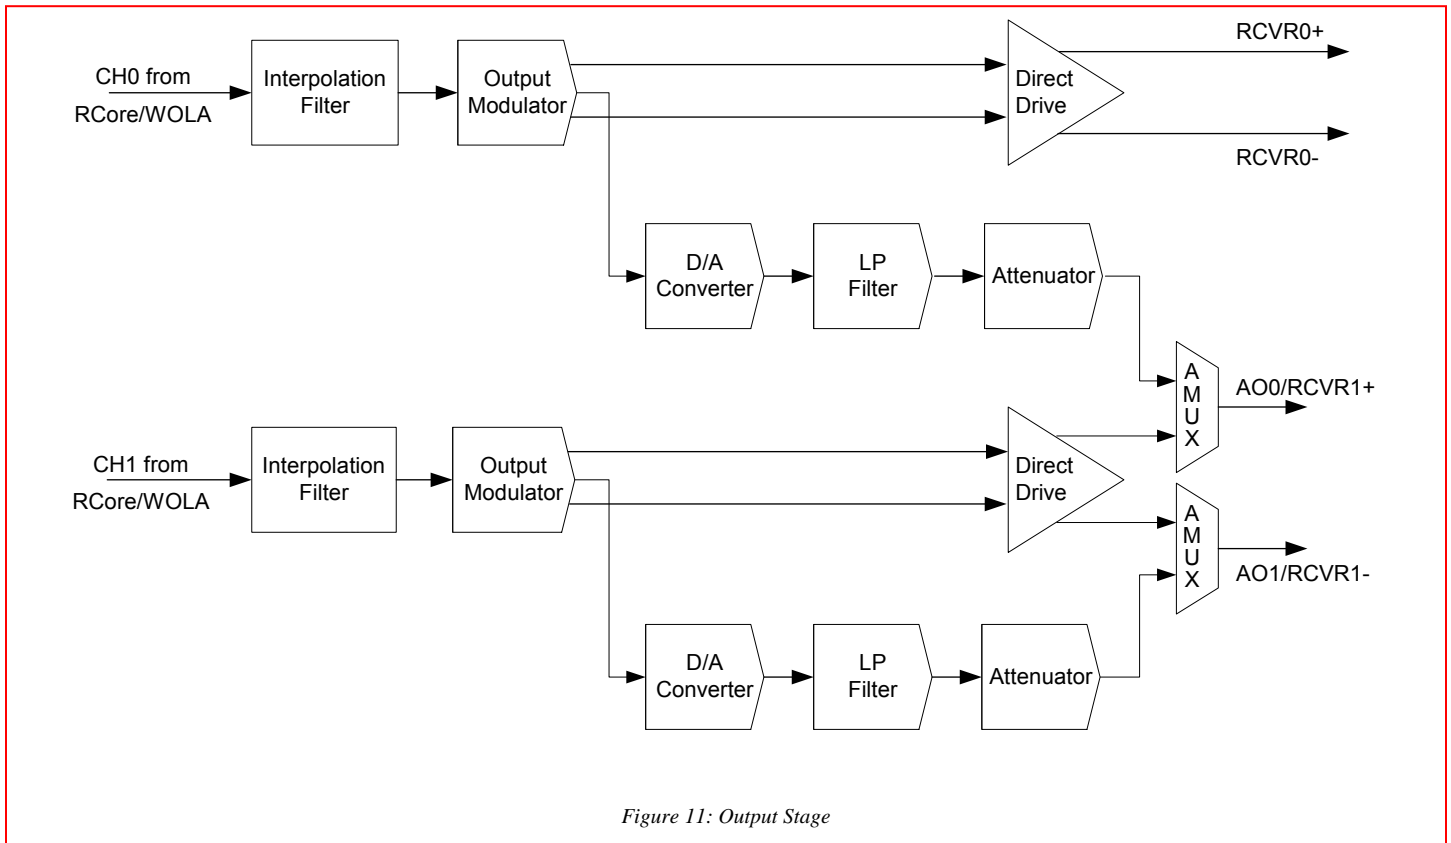 CH0 from
RCore/WOLA
Interpolation
Filter
Output
Modulator
Direct
Drive
RCVR0+
RCVR0-
D/A
Converter
LP
Filter
Attenuator
A
M
U
X
AO0/RCVR1+
CH1 from
RCore/WOLA
Interpolation
Filter
Output
Modulator
Direct
Drive
A
M
U
X
AO1/RCVR1-
D/A
Converter
LP
Filter
Attenuator
Figure 11: Output Stage